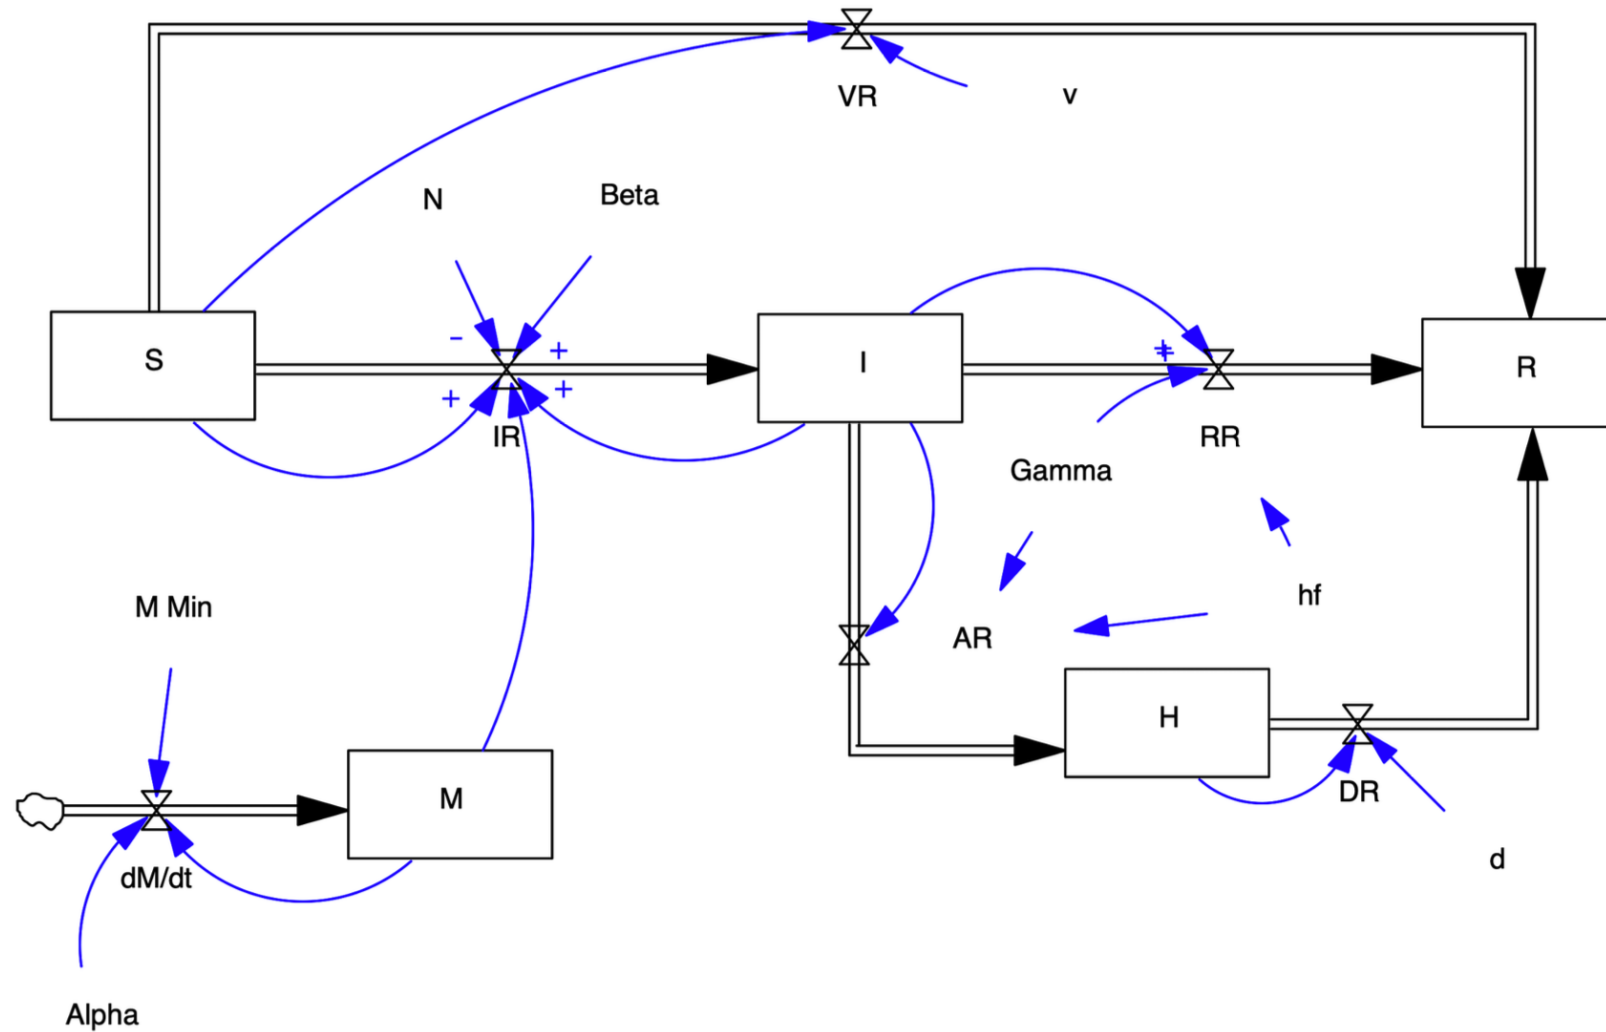 VR
v
N
Beta
S
-
+
+
+
IR
I
+
+
RR
R
Gamma
M Min
hf
AR
H
DR
d
M
dM/dt
Alpha